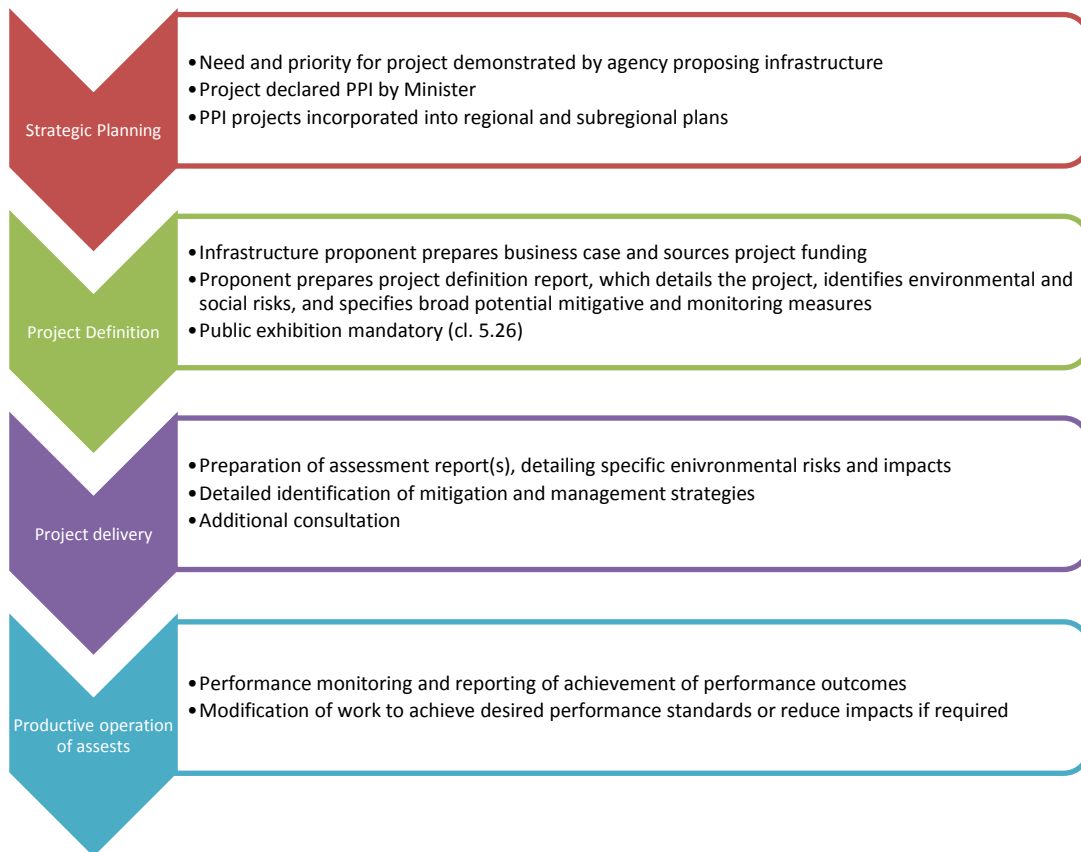 Strategic Planning
•Need and priority for project demonstrated by agency proposing infrastructure
•Project declared PPI by Minister
•PPI projects incorporated into regional and subregional plans
Project Definition
•Infrastructure proponent prepares business case and sources project funding
•Proponent prepares project definition report, which details the project, identifies environmental and
social risks, and specifies broad potential mitigative and monitoring measures
•Public exhibition mandatory (cl. 5.26)
Project delivery
•Preparation of assessment report(s), detailing specific enivronmental risks and impacts
•Detailed identification of mitigation and management strategies
•Additional consultation
Productive operation
of assests
•Performance monitoring and reporting of achievement of performance outcomes
•Modification of work to achieve desired performance standards or reduce impacts if required